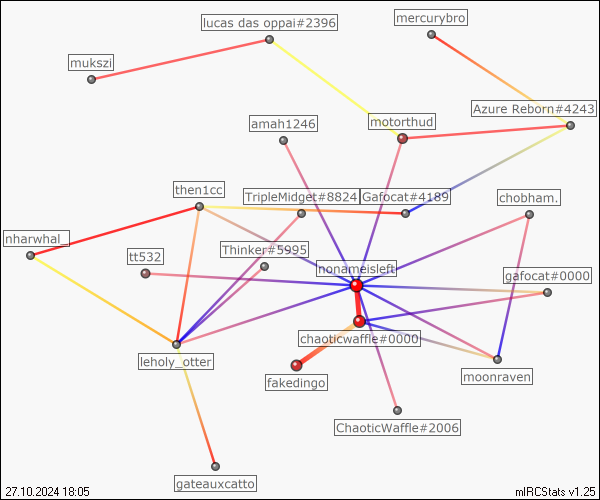 lucas das oppai#2396
mercurybro
mukszi
Azure Reborn#4243
amah1246
motorthud
then1cc
TripleMidget#8824
Gafocat#4189
chobham.
nharwhal_
tt532
Thinker#5995
nonameisleft
gafocat#0000
chaoticwaffle#0000
leholy_otter
fakedingo
moonraven
ChaoticWaffle#2006
gateauxcatto
27.10.2024 18:05
mIRCStats v1.25